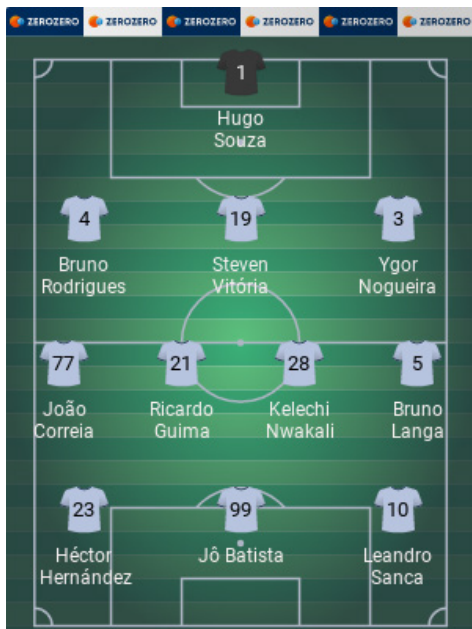 ZEROZERO ZEROZERO ZEROZERO ZEROZERO ZEROZERO ZEROZERO
1
Hugo
Souza
4 19 3
Bruno Steven Ygor
Rodrigues Vitória Nogueira
77 21 28 5
João Ricardo Kelechi Bruno
Correia Guima Nwakali Langa
23 99 10
Héctor Jô Batista Leandro
Hernández Sanca